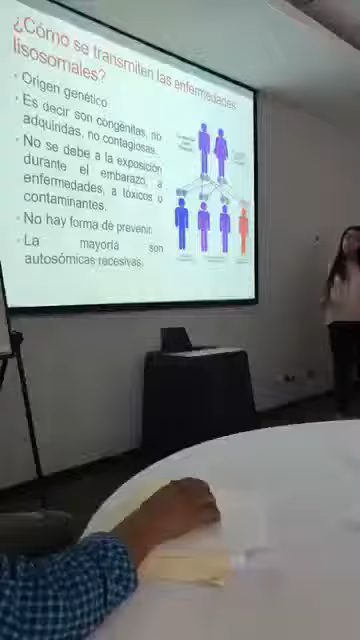 ¿Cómo se transmiten las enfermedades
lisosomales?
• Origen genético
• Es decir son congénitas, no
adquiridas, no contagiosas.
• No se debe a la exposición
durante el embarazo, a
enfermedades, a tóxicos o
contaminantes.
• No hay forma de prevenir.
• La mayoría son
autosómicas recesivas.